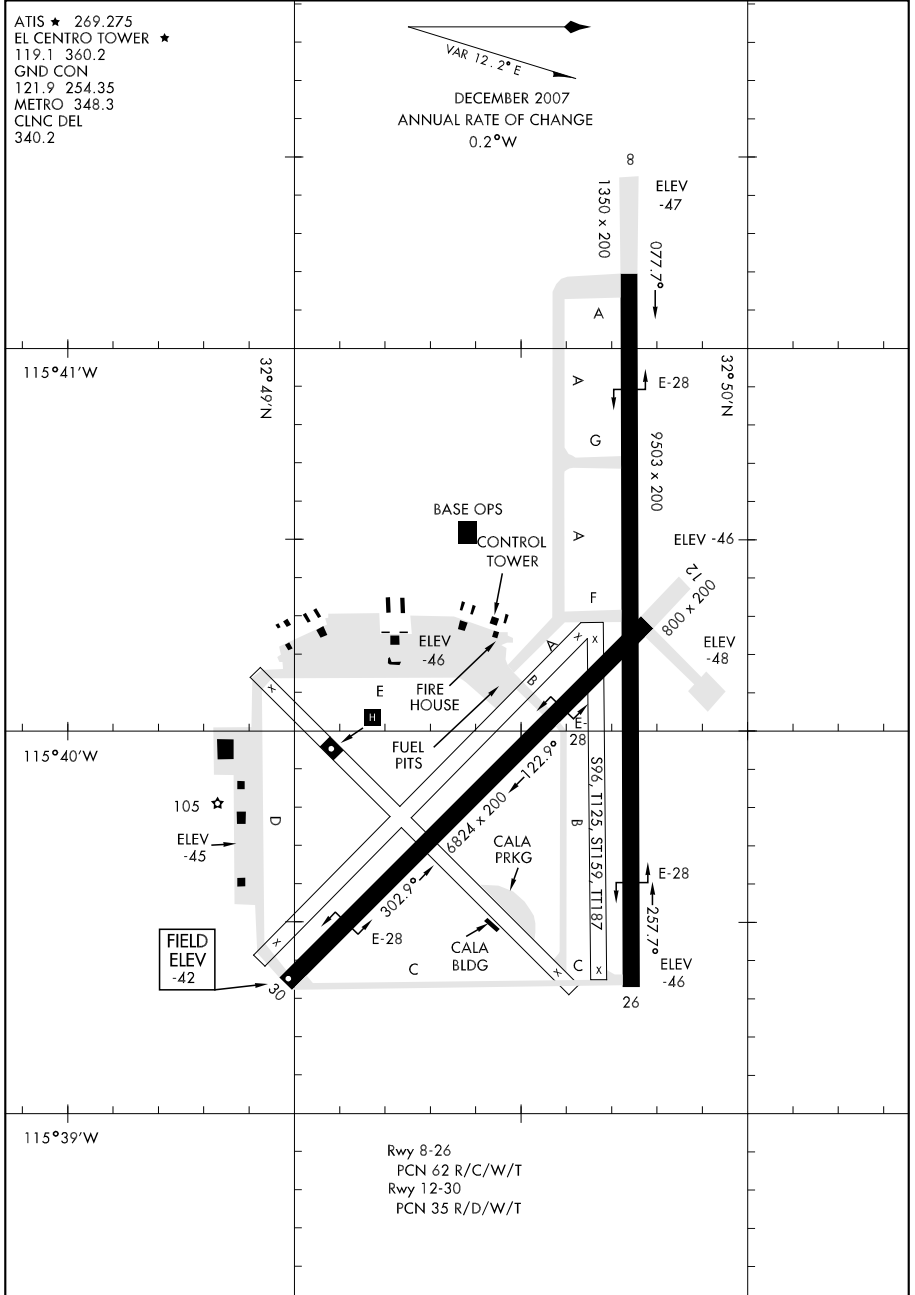 ATIS ★ 269.275
EL CENTRO TOWER ★
119.1 360.2
GND CON
121.9 254.35
METRO 348.3
CLNC DEL
340.2
VAR 12.2° E
DECEMBER 2007
ANNUAL RATE OF CHANGE
0.2°W
8
1350 x 200
ELEV
-47
077.7°
A
115°41'W
32°49'N
32°50'N
A
E-28
G
9503 x 200
BASE OPS
CONTROL
TOWER
A
ELEV -46
12
800 x 200
F
ELEV
-48
ELEV
-46
x
x
A
x
E
B
FIRE
HOUSE
H
E-
28
FUEL
PITS
115°40'W
122.9°
S96, T125, ST159, TT187
105
D
6824 x 200
B
ELEV
-45
CALA
PRKG
302.9°
E-28
257.7°
x
E-28
FIELD
ELEV
-42
CALA
BLDG
C
C
x
x
ELEV
-46
30
26
115°39'W
Rwy 8-26
PCN 62 R/C/W/T
Rwy 12-30
PCN 35 R/D/W/T